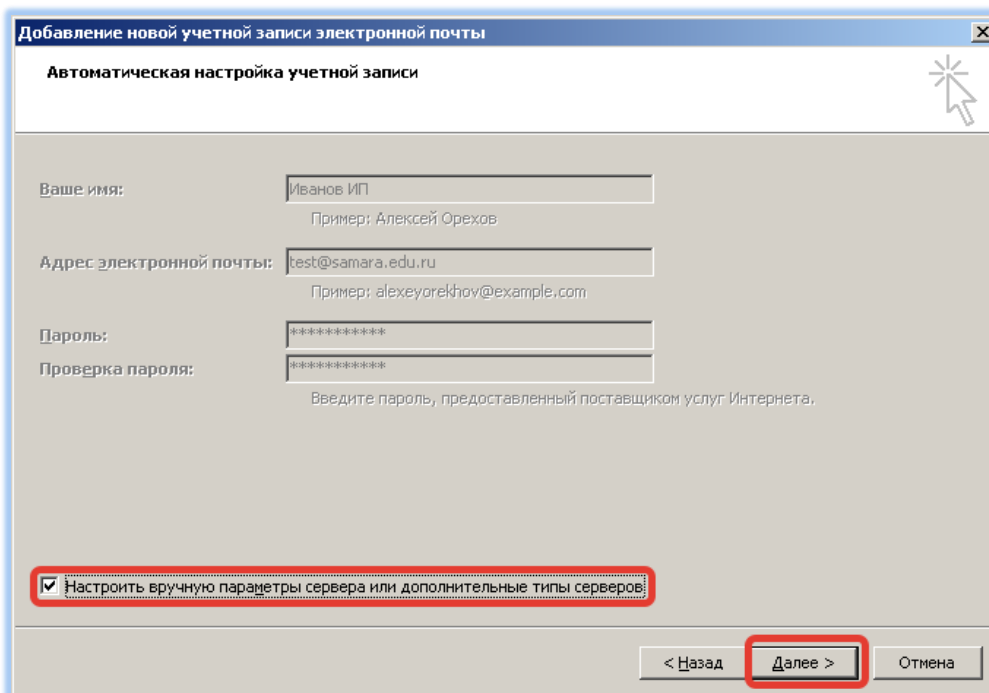 Добавление новой учетной записи электронной почты
Автоматическая настройка учетной записи
Ваше имя: Иванов ИП
Пример: Алексей Орехов
Адрес электронной почты: test@samara.edu.ru
Пример: alexeyorekhov@example.com
Пароль: ***********
Проверка пароля: ***********
Введите пароль, предоставленный поставщиком услуг Интернета.
Настроить вручную параметры сервера или дополнительные типы серверов
< Назад Далее > Отмена